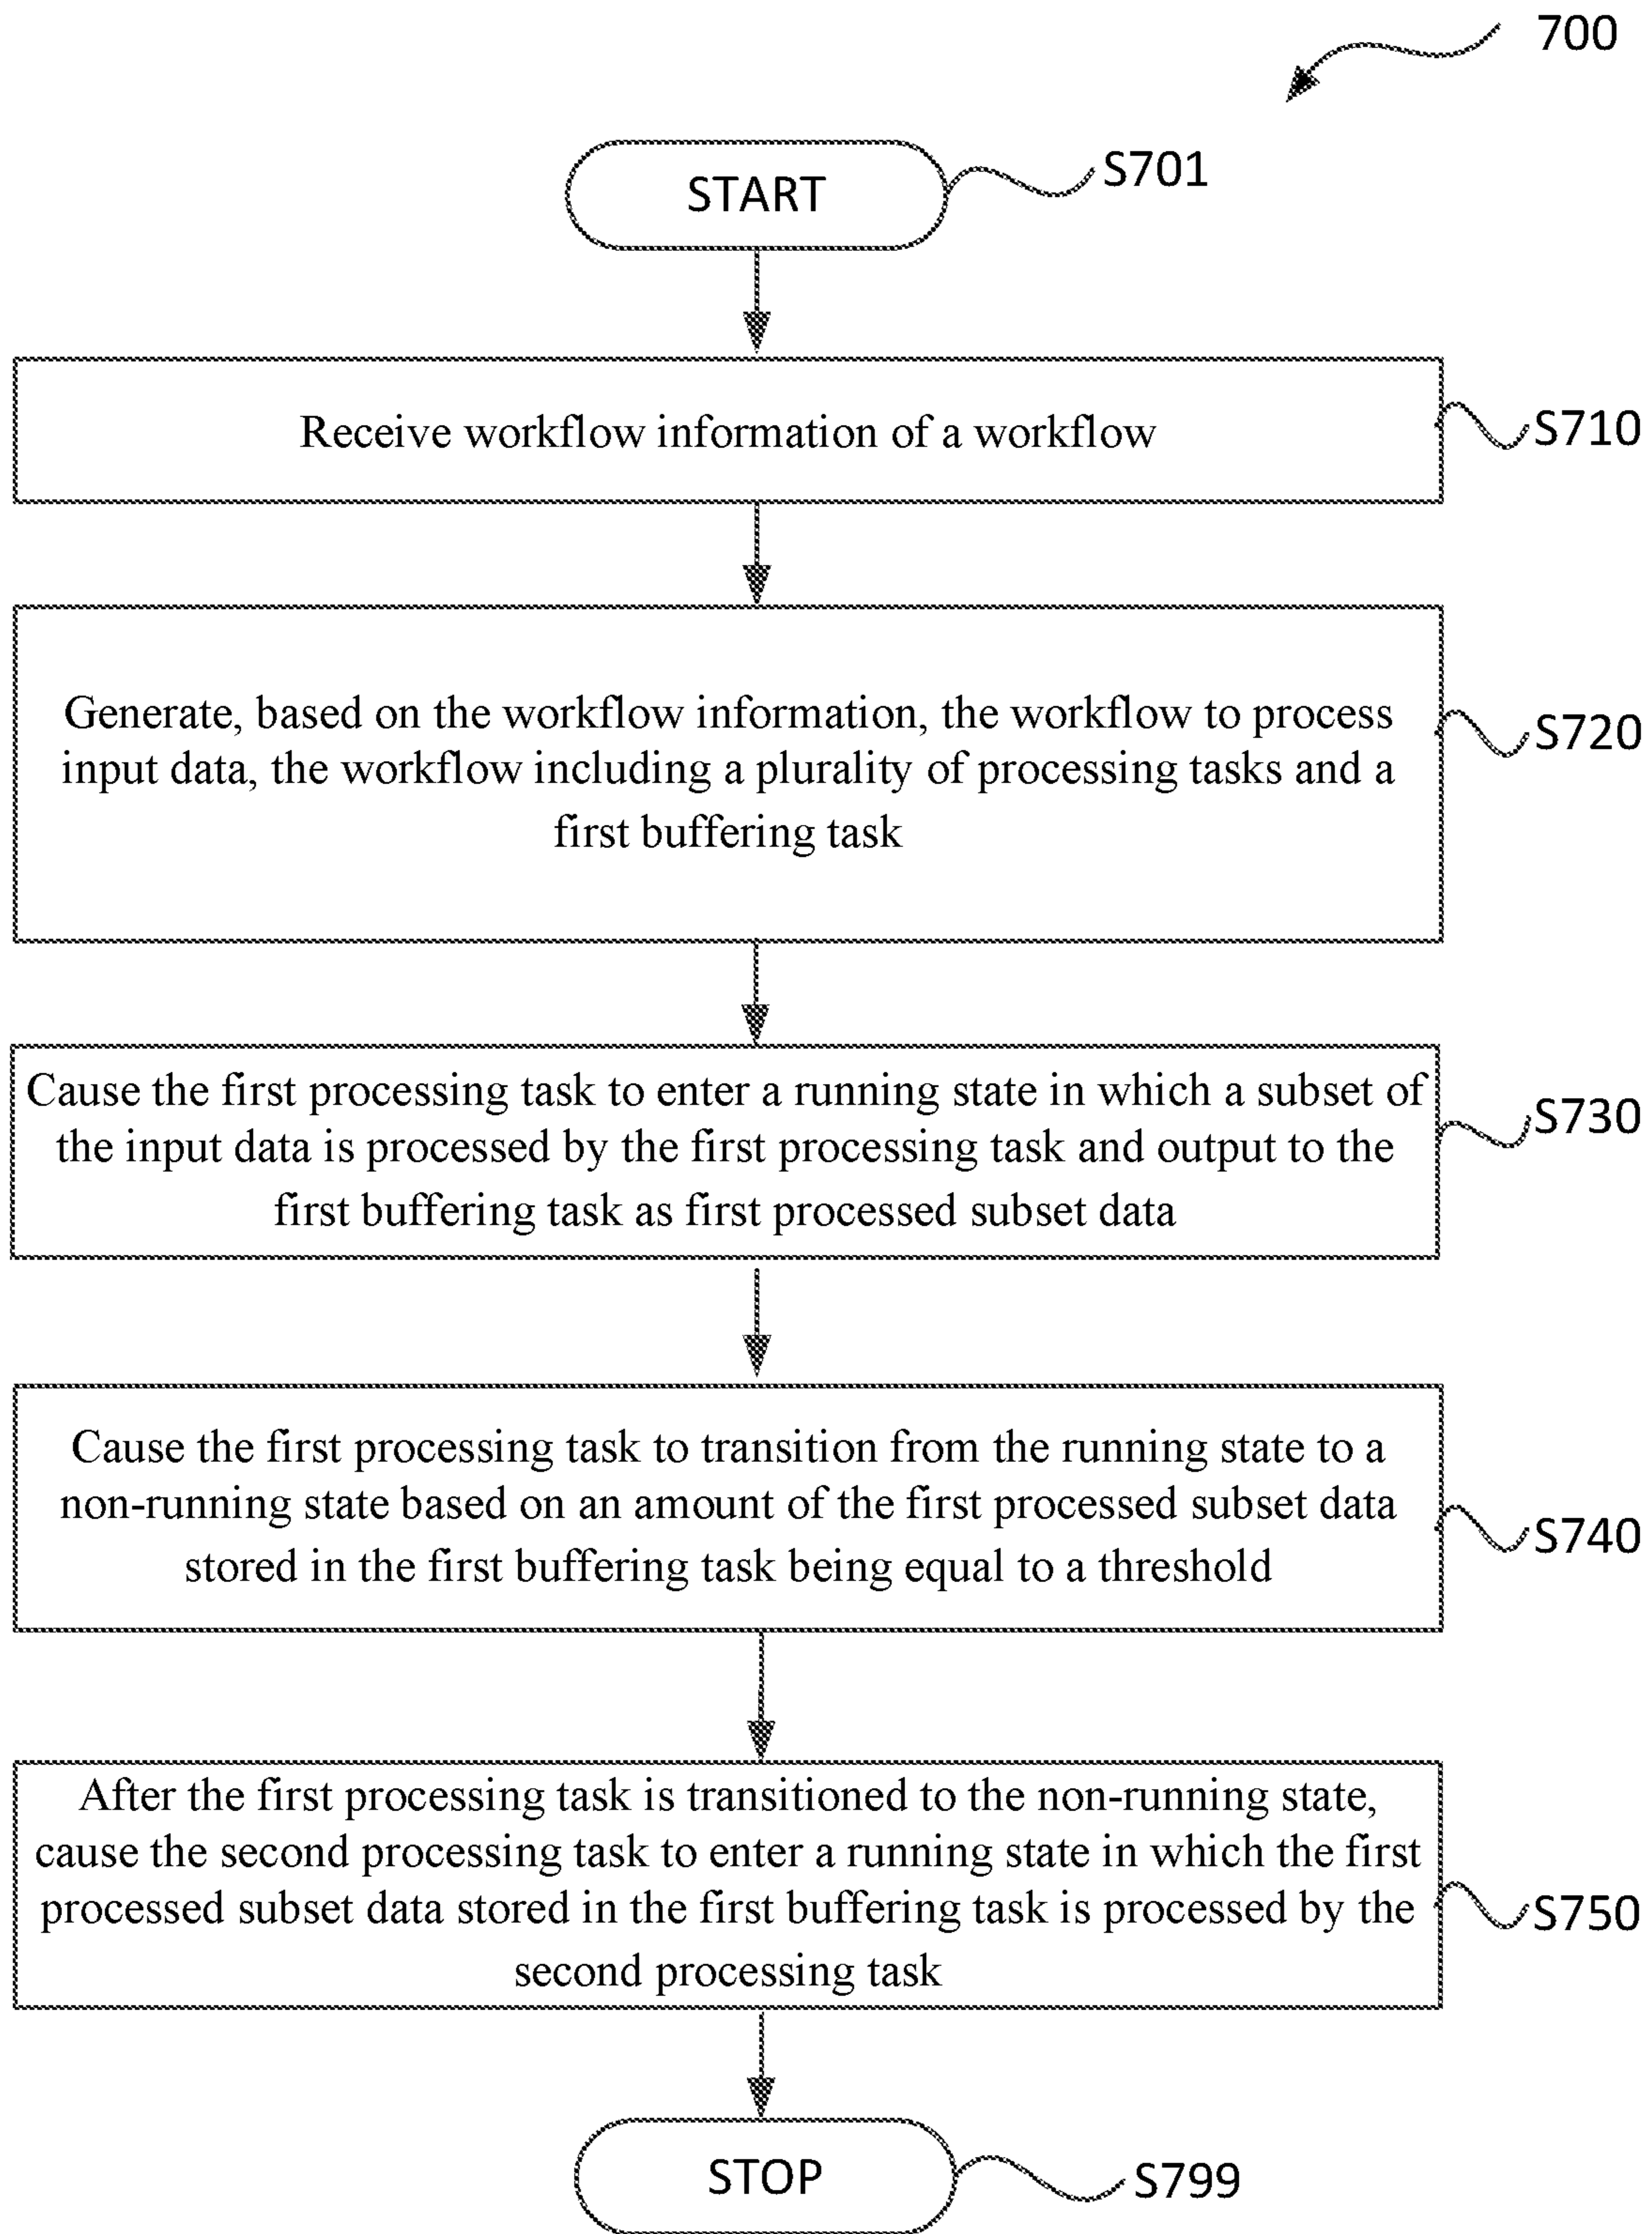 700
START
S701
Receive workflow information of a workflow
S710
Generate, based on the workflow information, the workflow to process
input data, the workflow including a plurality of processing tasks and a
first buffering task
S720
Cause the first processing task to enter a running state in which a subset of
the input data is processed by the first processing task and output to the
first buffering task as first processed subset data
S730
Cause the first processing task to transition from the running state to a
non-running state based on an amount of the first processed subset data
stored in the first buffering task being equal to a threshold
S740
After the first processing task is transitioned to the non-running state,
cause the second processing task to enter a running state in which the first
processed subset data stored in the first buffering task is processed by the
second processing task
S750
STOP
S799